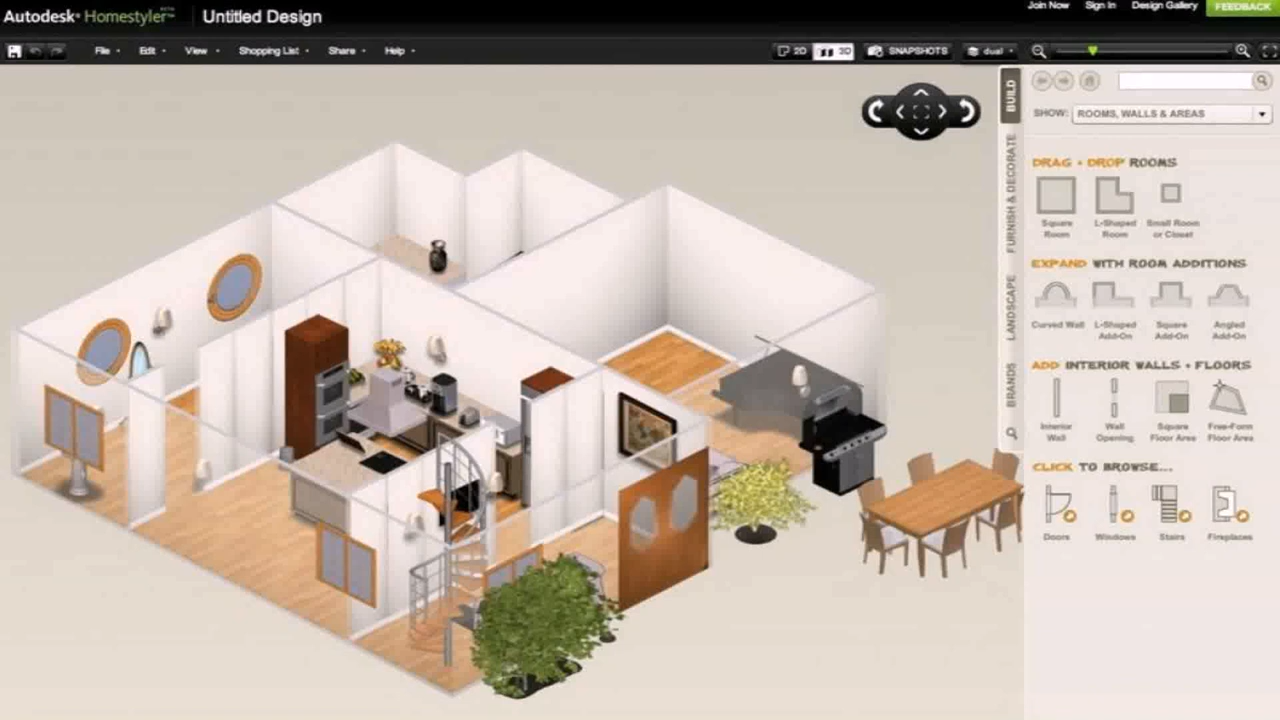 Autodesk® Homestyler™ BETA Untitled Design
Join Now Sign In Design Gallery FEEDBACK
File Edit View Shopping List Share Help
2D 3D SNAPSHOTS dual
BUILD
FURNISH & DECORATE
LANDSCAPE
BRANDS
SHOW: ROOMS, WALLS & AREAS
DRAG + DROP ROOMS
Square Room
L-Shaped Room
Small Room or Closet
EXPAND WITH ROOM ADDITIONS
Curved Wall
L-Shaped Add-On
Square Add-On
Angled Add-On
ADD INTERIOR WALLS + FLOORS
Interior Wall
Wall Opening
Square Floor Area
Free-Form Floor Area
CLICK TO BROWSE...
Doors Windows Stairs Fireplaces